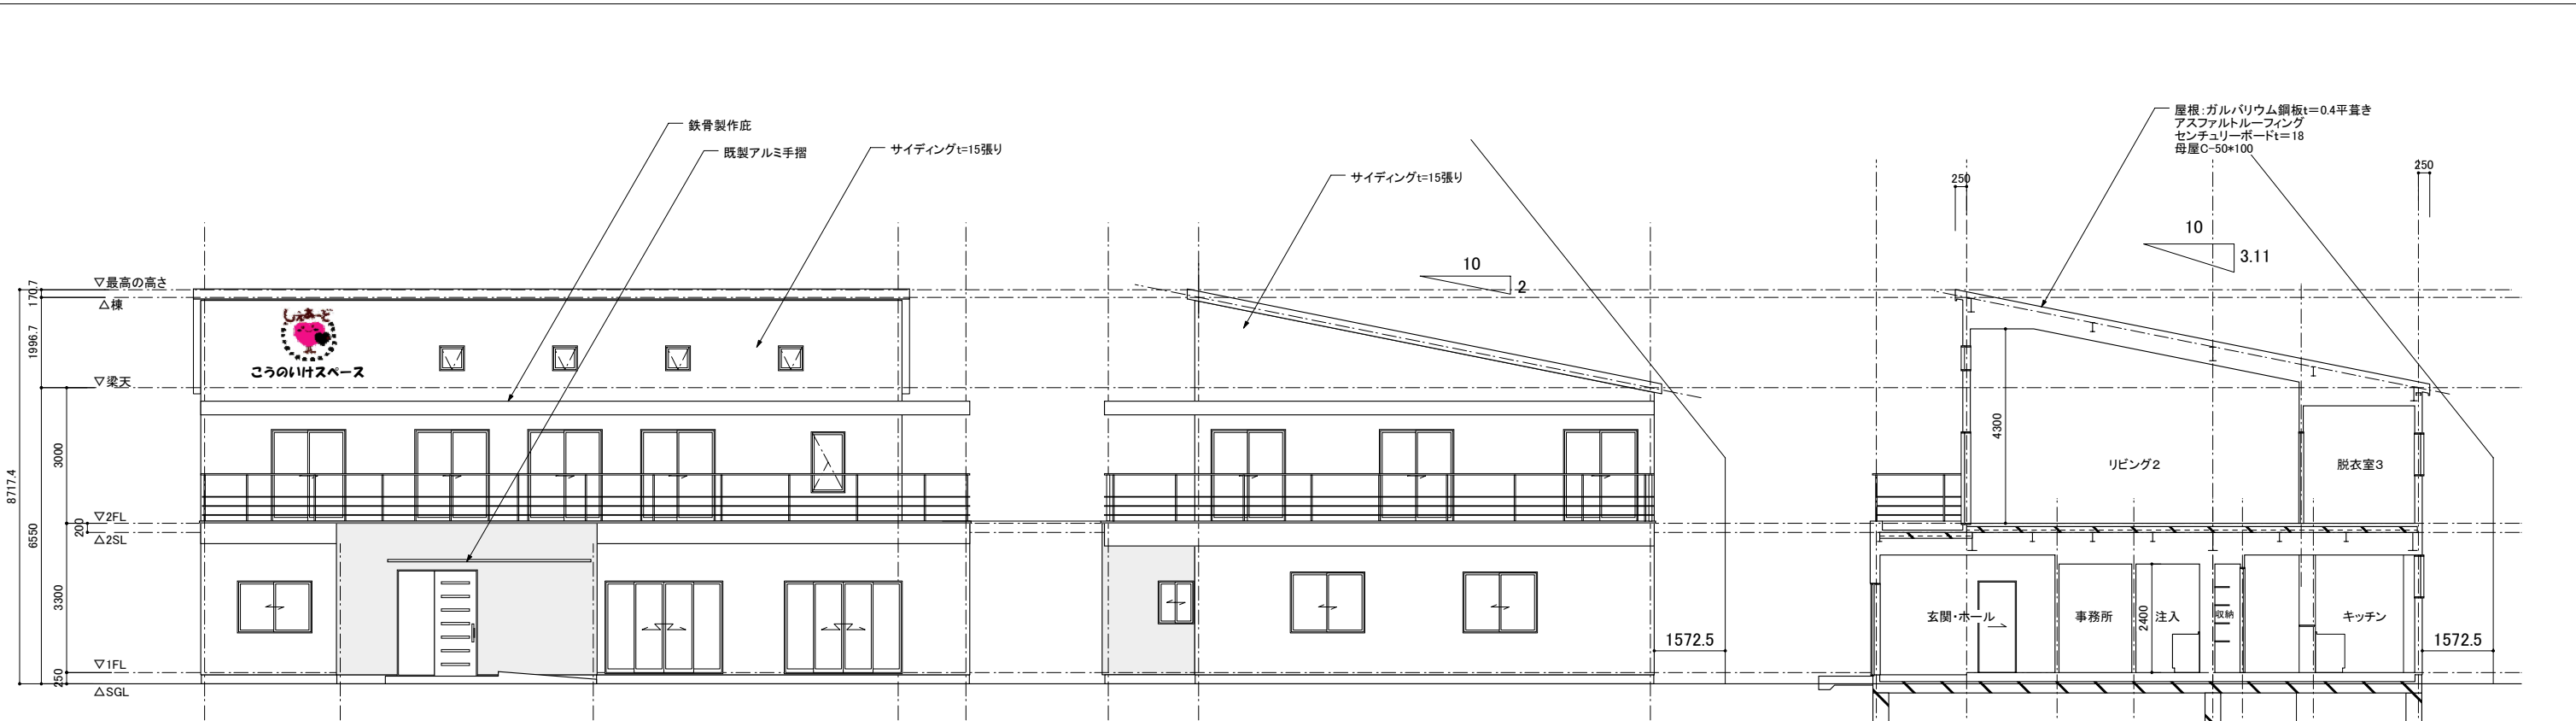 鉄骨製作庇
既製アルミ手摺
サイディングt=15張り
しぇあーど
こうのいけスペース
▽最高の高さ
△棟
▽梁天
▽2FL
△2SL
▽1FL
△SGL
8717.4
170.7
1996.7
6550
3000
200
3300
250
サイディングt=15張り
10
2
1572.5
屋根:ガルバリウム鋼板t=0.4平葺き
アスファルトルーフィング
センチュリーボードt=18
母屋C-50*100
250
250
10
3.11
4300
リビング2
脱衣室3
玄関・ホール
事務所
2400
注入
収納
キッチン
1572.5